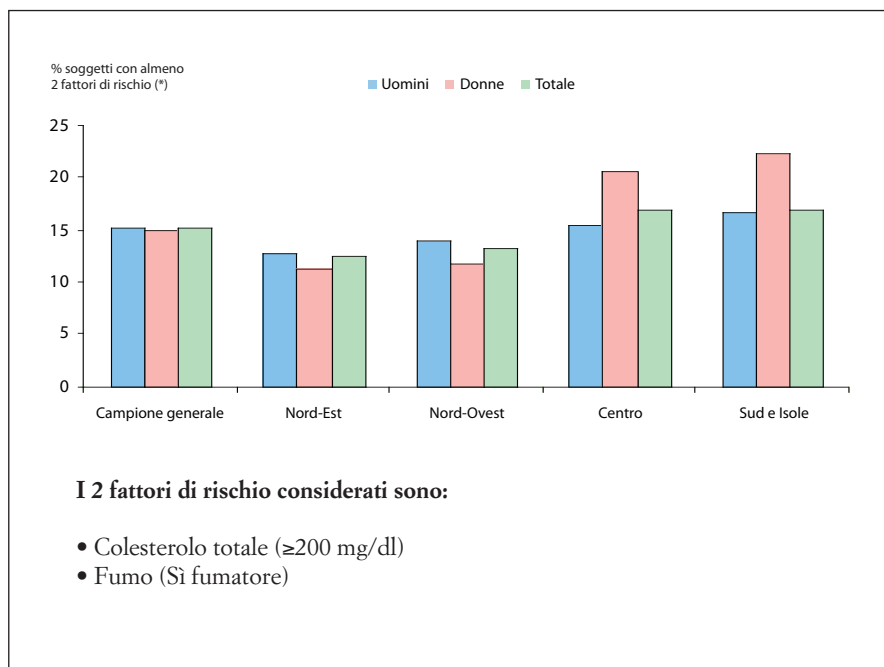 % soggetti con almeno
2 fattori di rischio (*)
Uomini Donne Totale
25
20
15
10
5
0
Campione generale Nord-Est Nord-Ovest Centro Sud e Isole
I 2 fattori di rischio considerati sono:
• Colesterolo totale (≥200 mg/dl)
• Fumo (Sì fumatore)